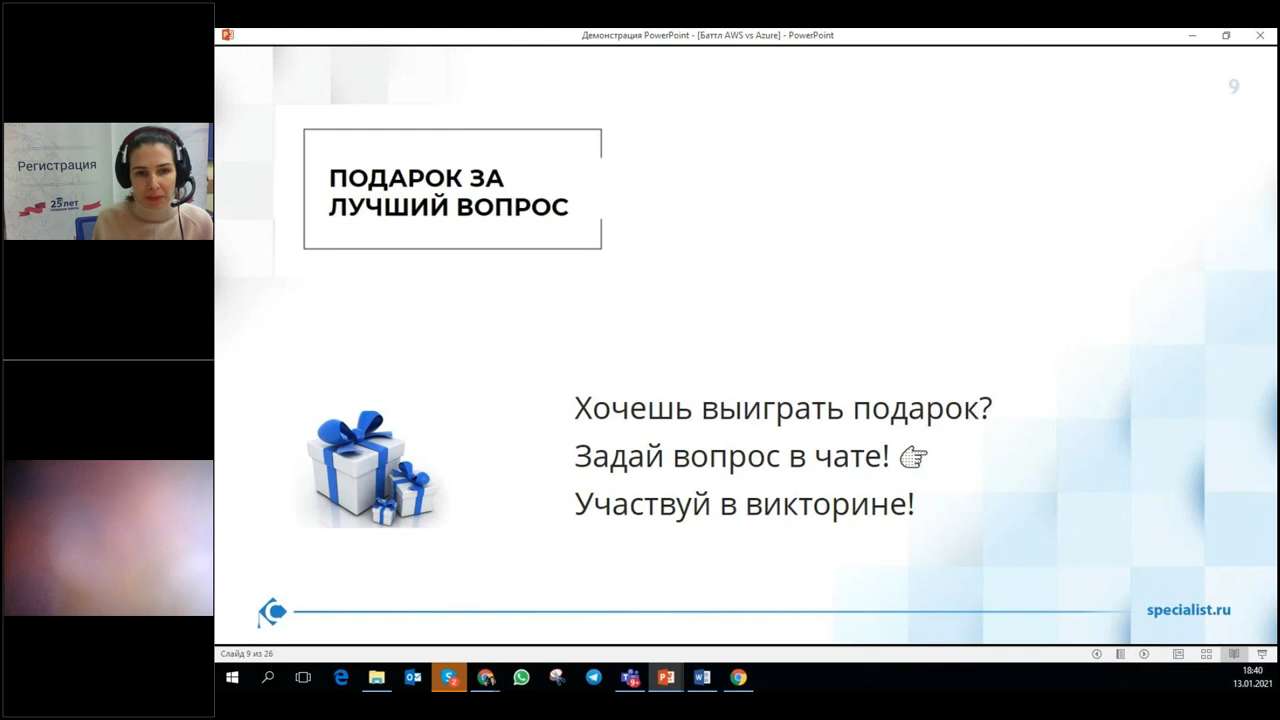 Демонстрация PowerPoint - [Баттл AWS vs Azure] - PowerPoint
9
Регистрация
25 лет
ПОДАРОК ЗА
ЛУЧШИЙ ВОПРОС
Хочешь выиграть подарок?
Задай вопрос в чате!
Участвуй в викторине!
specialist.ru
Слайд 9 из 26
18:40
13.01.2021